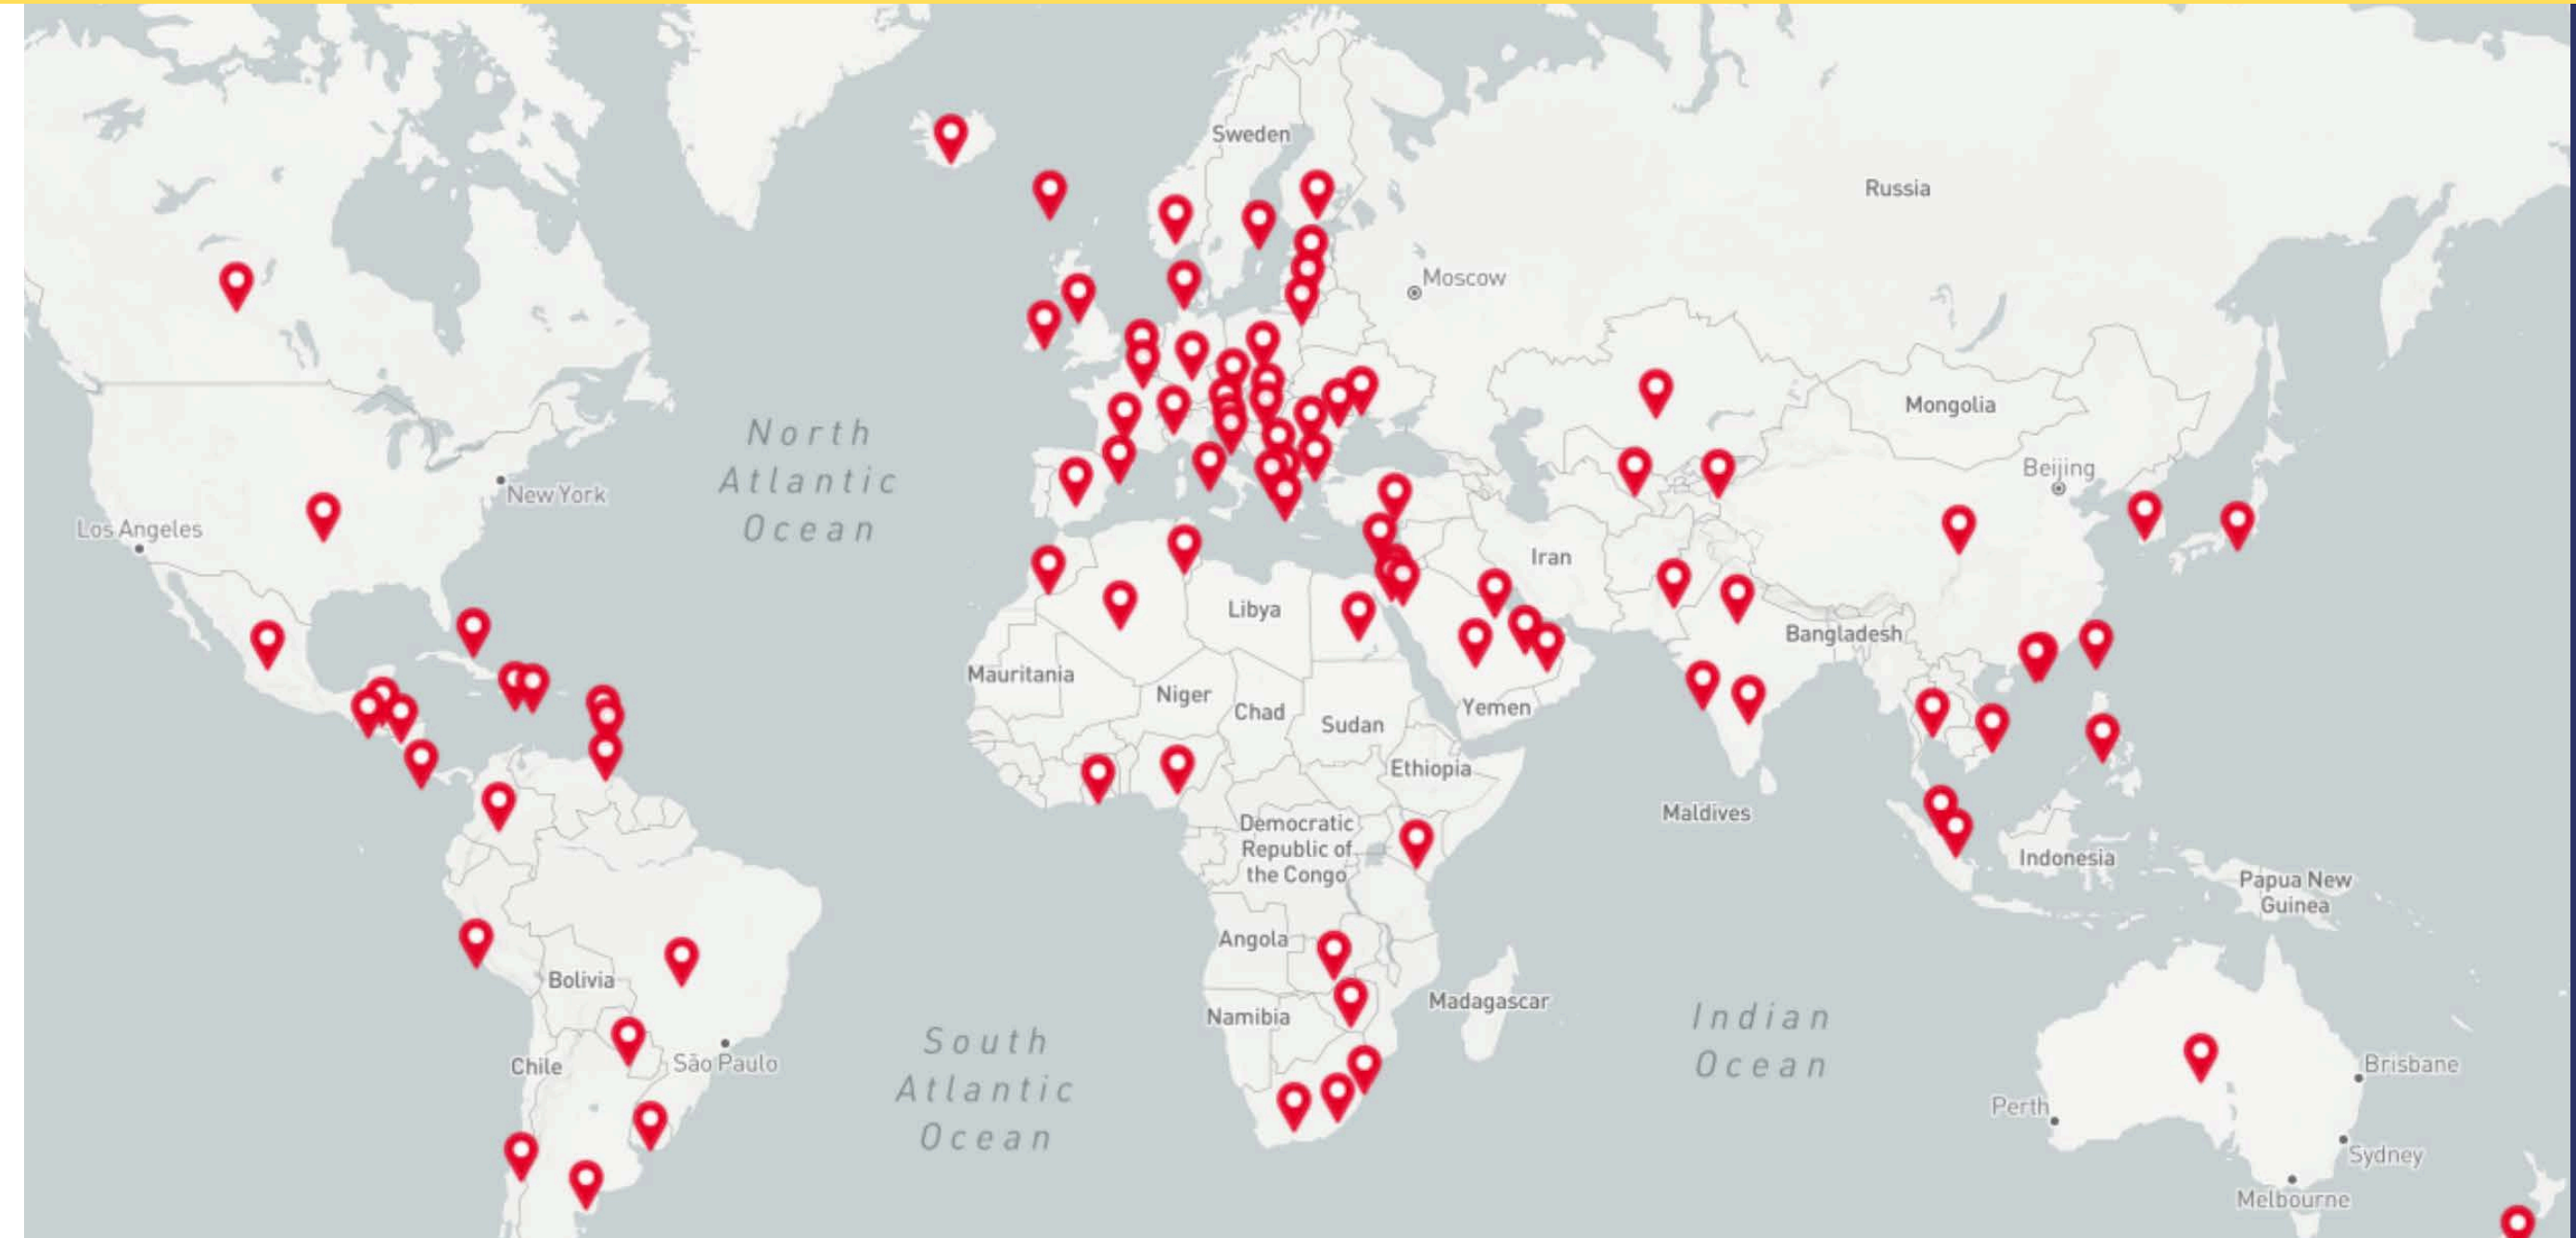 Sweden
Russia
Moscow
North
Atlantic
Ocean
Mongolia
Beijing
New York
Los Angeles
Iran
Libya
Bangladesh
Mauritania
Niger
Chad
Sudan
Yemen
Ethiopia
Maldives
Democratic
Republic of
the Congo
Indonesia
Papua New
Guinea
Angola
Bolivia
Madagascar
Namibia
Indian
Ocean
South
Atlantic
Ocean
Chile
São Paulo
Brisbane
Perth
Sydney
Melbourne